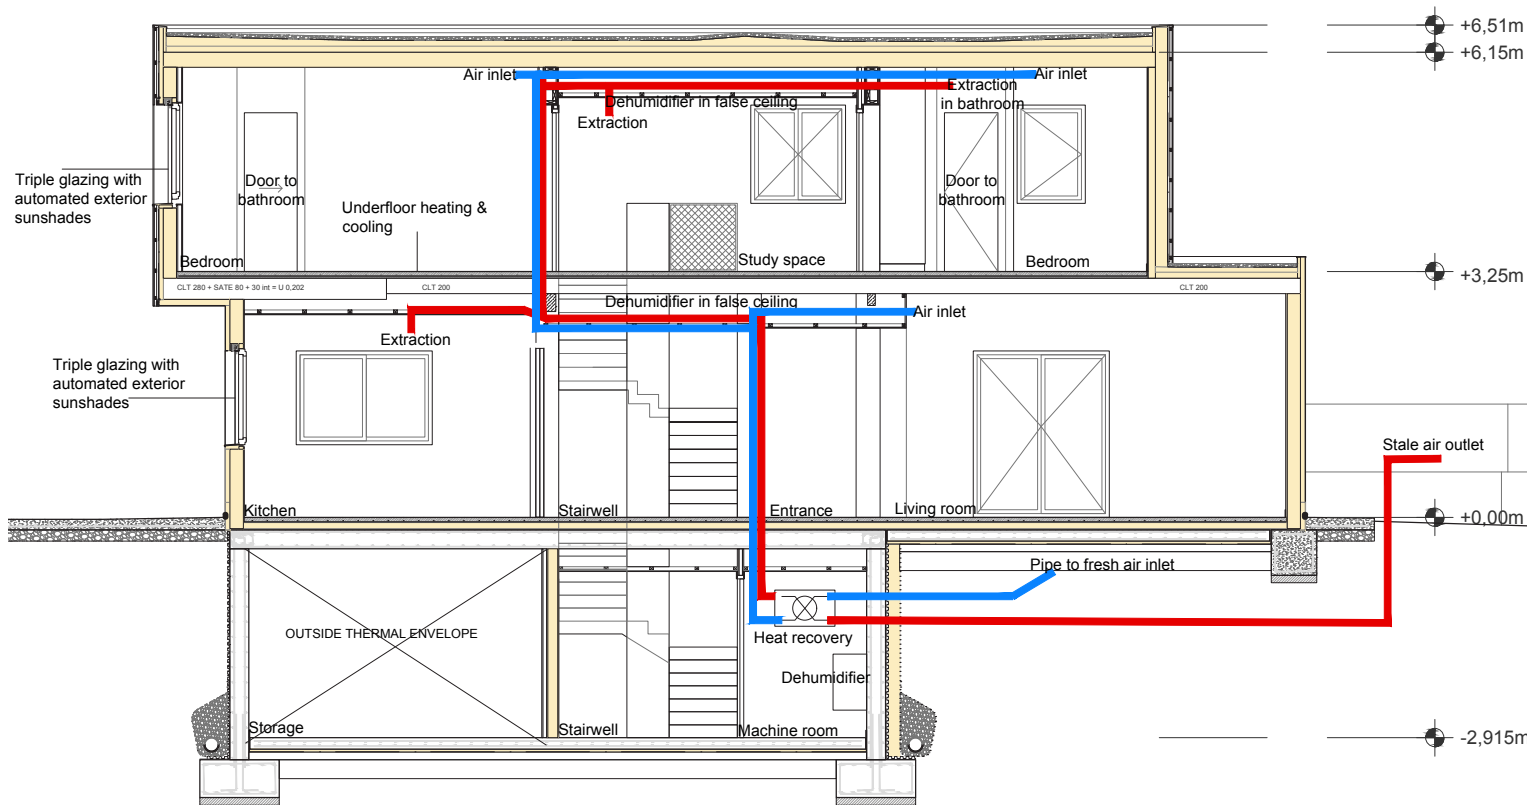 +6,51m
+6,15m
Air inlet
Air inlet
Dehumidifier in false ceiling
Extraction
in bathroom
Extraction
Triple glazing with
automated exterior
sunshades
Door to
bathroom
Underfloor heating &
cooling
Door to
bathroom
Bedroom
Study space
Bedroom
+3,25m
CLT 280 + SATE 80 + 30 int = U 0,202
CLT 200
CLT 200
Dehumidifier in false ceiling
Air inlet
Extraction
Triple glazing with
automated exterior
sunshades
Stale air outlet
Kitchen
Stairwell
Entrance
Living room
+0,00m
Pipe to fresh air inlet
OUTSIDE THERMAL ENVELOPE
Heat recovery
Dehumidifier
Storage
Stairwell
Machine room
-2,915m